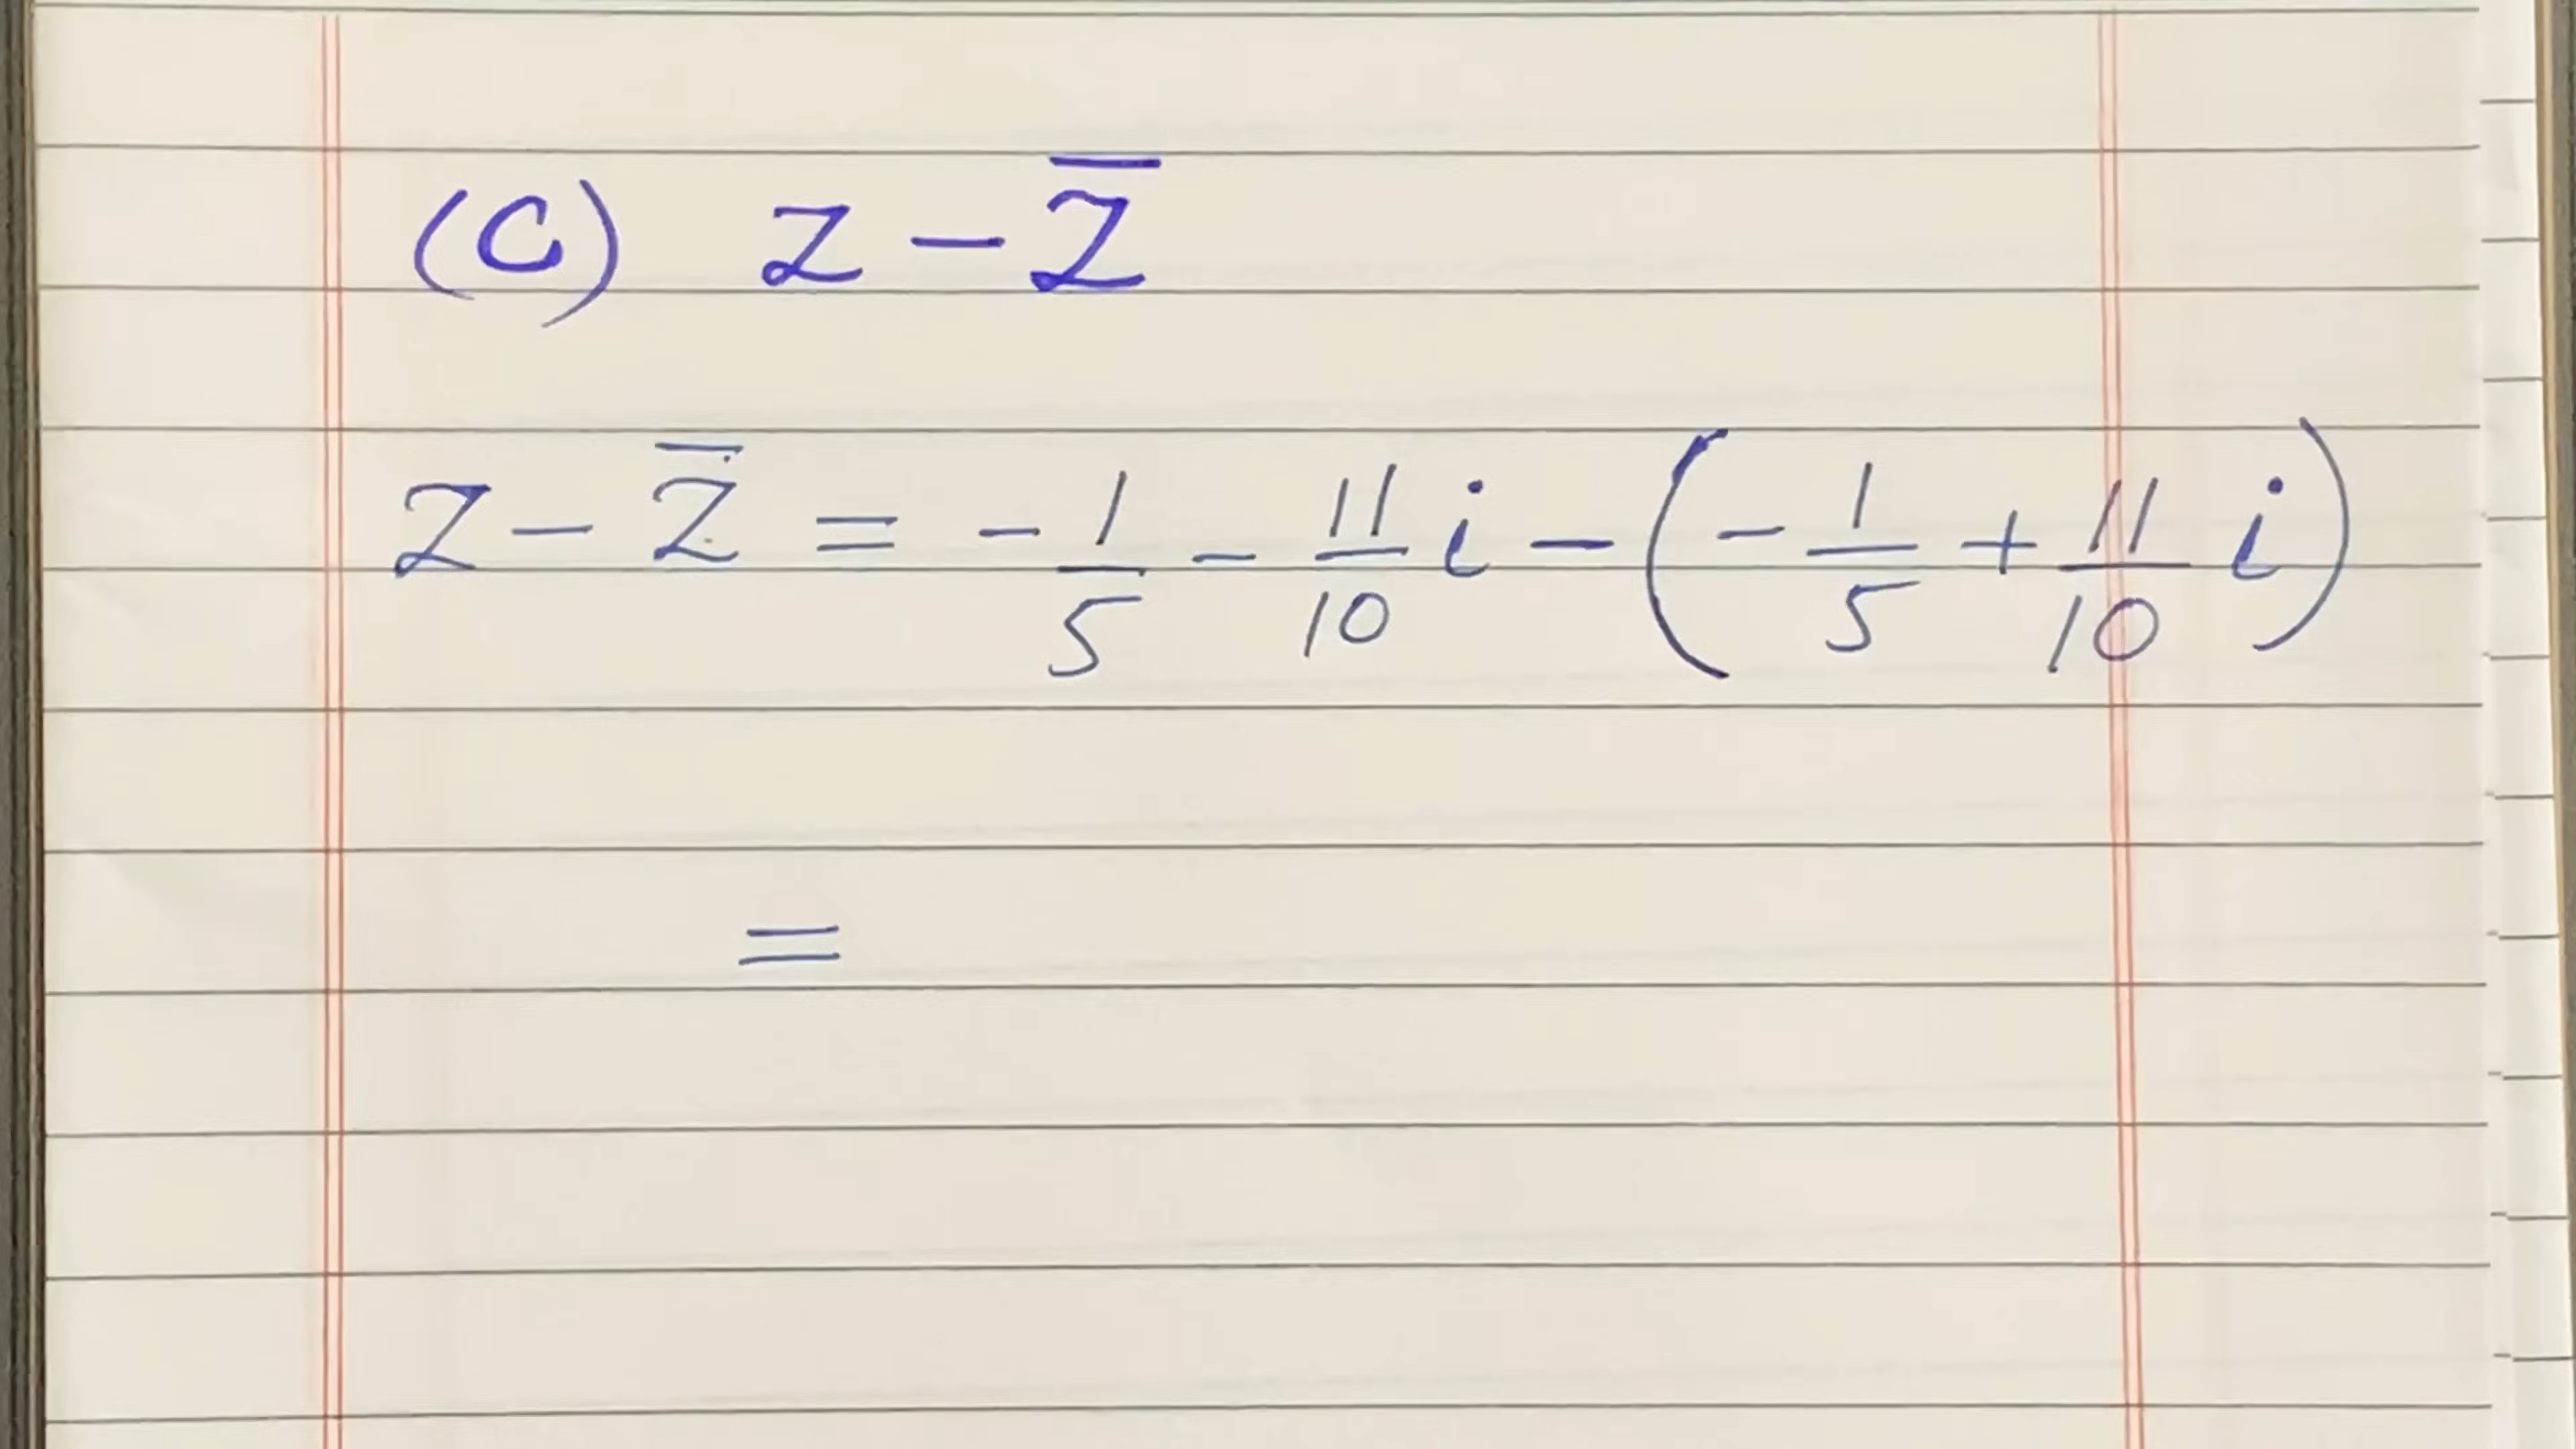 (C) z - z̅
z - z̅ = - 1/5 - 11/10 i - ( - 1/5 + 11/10 i )
=